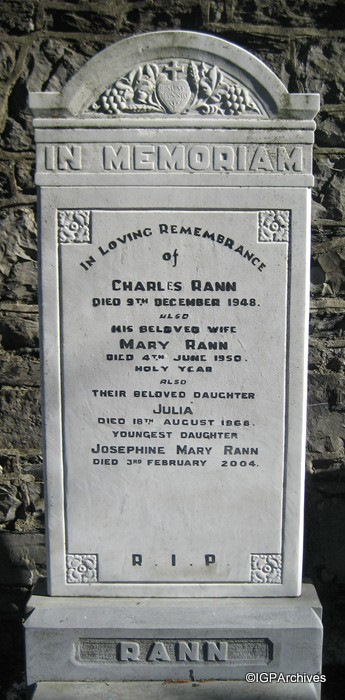 IN MEMORIAM
IN LOVING REMEMBRANCE
of
CHARLES RANN
DIED 9TH DECEMBER 1948.
ALSO
HIS BELOVED WIFE
MARY RANN
DIED 4TH JUNE 1950.
HOLY YEAR
ALSO
THEIR BELOVED DAUGHTER
JULIA
DIED 18TH AUGUST 1966.
YOUNGEST DAUGHTER
JOSEPHINE MARY RANN
DIED 3RD FEBRUARY 2004.
R.I.P.
RANN
©IGPArchives